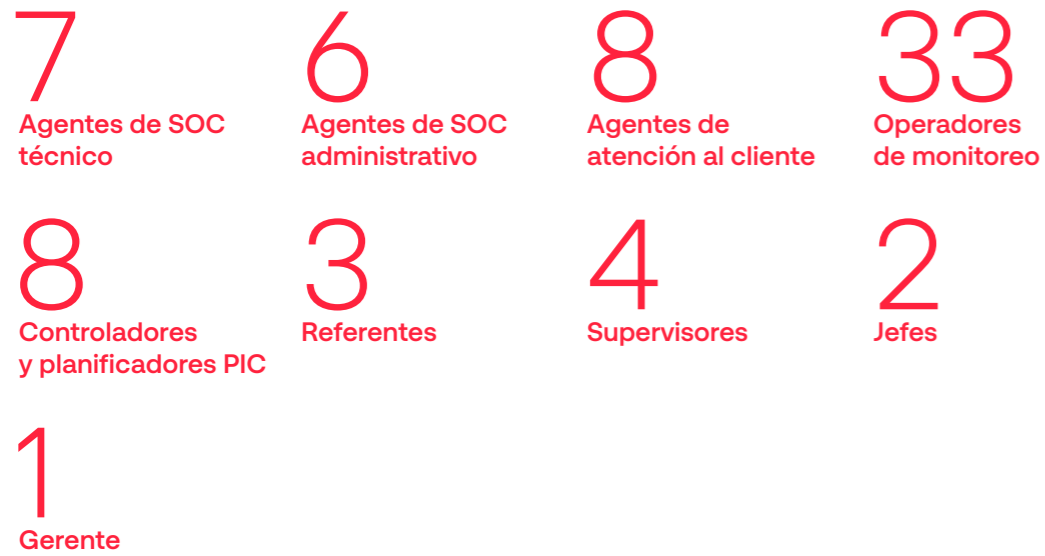 7
Agentes de SOC
técnico
6
Agentes de SOC
administrativo
8
Agentes de
atención al cliente
33
Operadores
de monitoreo
8
Controladores
y planificadores PIC
3
Referentes
4
Supervisores
2
Jefes
1
Gerente